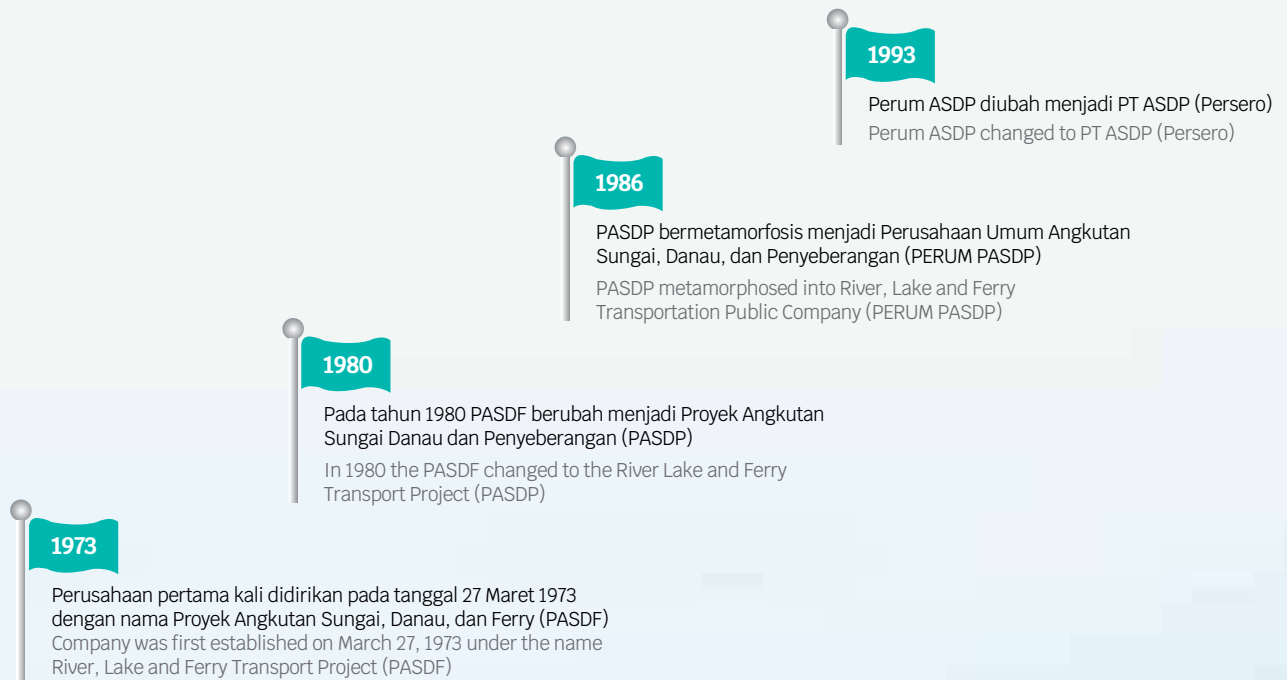 1993
Perum ASDP diubah menjadi PT ASDP (Persero)
Perum ASDP changed to PT ASDP (Persero)
1986
PASDP bermetamorfosis menjadi Perusahaan Umum Angkutan
Sungai, Danau, dan Penyeberangan (PERUM PASDP)
PASDP metamorphosed into River, Lake and Ferry
Transportation Public Company (PERUM PASDP)
1980
Pada tahun 1980 PASDF berubah menjadi Proyek Angkutan
Sungai Danau dan Penyeberangan (PASDP)
In 1980 the PASDF changed to the River Lake and Ferry
Transport Project (PASDP)
1973
Perusahaan pertama kali didirikan pada tanggal 27 Maret 1973
dengan nama Proyek Angkutan Sungai, Danau, dan Ferry (PASDF)
Company was first established on March 27, 1973 under the name
River, Lake and Ferry Transport Project (PASDF)